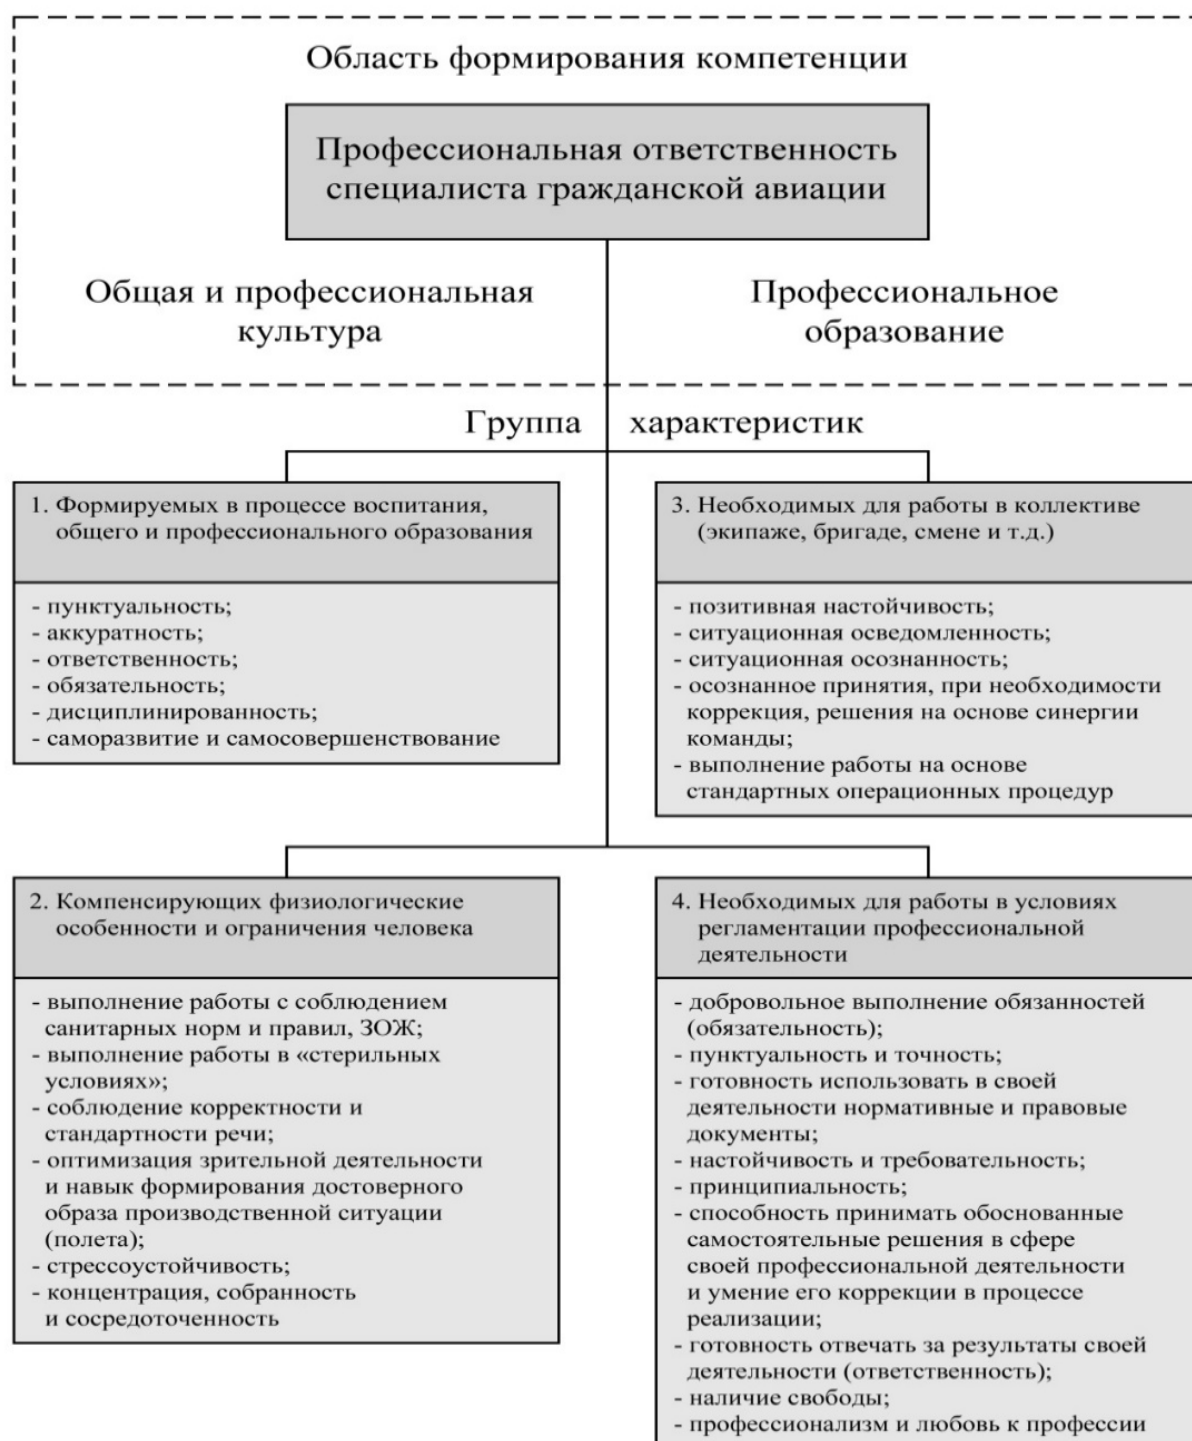 Область формирования компетенции
Профессиональная ответственность
специалиста гражданской авиации
Общая и профессиональная
культура
Профессиональное
образование
Группа характеристик
1. Формируемых в процессе воспитания,
общего и профессионального образования
- пунктуальность;
- аккуратность;
- ответственность;
- обязательность;
- дисциплинированность;
- саморазвитие и самосовершенствование
3. Необходимых для работы в коллективе
(экипаже, бригаде, смене и т.д.)
- позитивная настойчивость;
- ситуационная осведомленность;
- ситуационная осознанность;
- осознанное принятия, при необходимости
коррекция, решения на основе синергии
команды;
- выполнение работы на основе
стандартных операционных процедур
2. Компенсирующих физиологические
особенности и ограничения человека
- выполнение работы с соблюдением
санитарных норм и правил, ЗОЖ;
- выполнение работы в «стерильных
условиях»;
- соблюдение корректности и
стандартности речи;
- оптимизация зрительной деятельности
и навык формирования достоверного
образа производственной ситуации
(полета);
- стрессоустойчивость;
- концентрация, собранность
и сосредоточенность
4. Необходимых для работы в условиях
регламентации профессиональной
деятельности
- добровольное выполнение обязанностей
(обязательность);
- пунктуальность и точность;
- готовность использовать в своей
деятельности нормативные и правовые
документы;
- настойчивость и требовательность;
- принципиальность;
- способность принимать обоснованные
самостоятельные решения в сфере
своей профессиональной деятельности
и умение его коррекции в процессе
реализации;
- готовность отвечать за результаты своей
деятельности (ответственность);
- наличие свободы;
- профессионализм и любовь к профессии